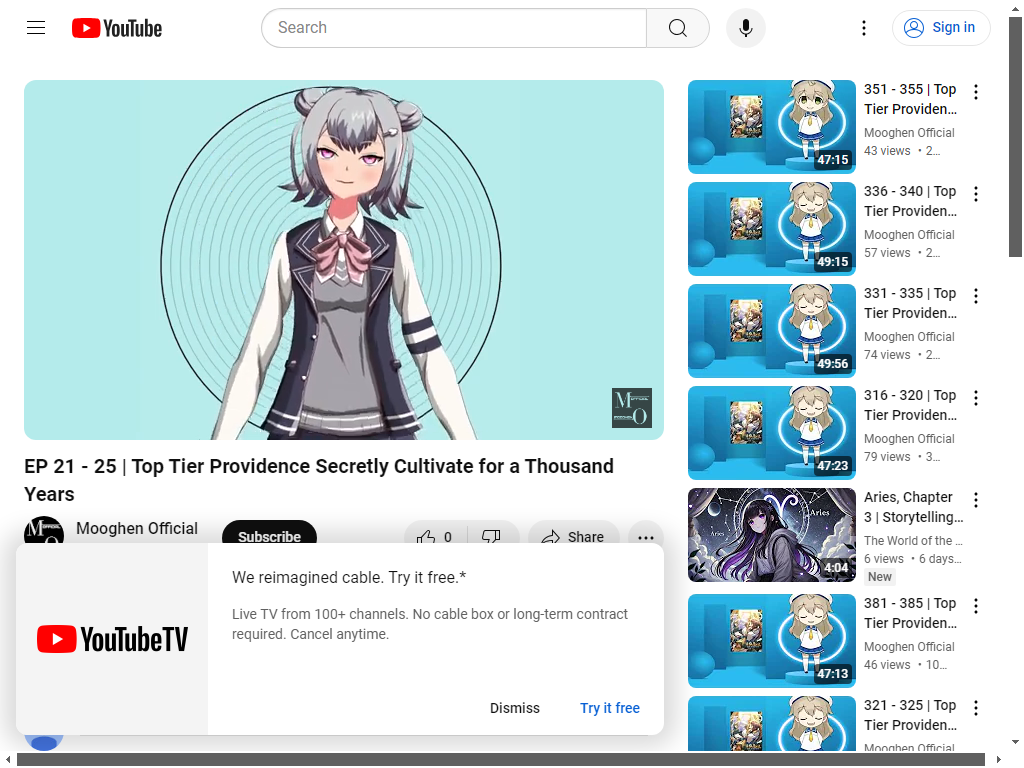 YouTube
Search
Sign in
EP 21 - 25 | Top Tier Providence Secretly Cultivate for a Thousand
Years
Mooghen Official
Subscribe
0
Share
We reimagined cable. Try it free.*
Live TV from 100+ channels. No cable box or long-term contract
required. Cancel anytime.
YouTubeTV
Dismiss
Try it free
351 - 355 | Top
Tier Providen...
Mooghen Official
43 views • 2...
47:15
336 - 340 | Top
Tier Providen...
Mooghen Official
57 views • 2...
49:15
331 - 335 | Top
Tier Providen...
Mooghen Official
74 views • 2...
49:56
316 - 320 | Top
Tier Providen...
Mooghen Official
79 views • 3...
47:23
Aries, Chapter
3 | Storytelling...
The World of the ...
6 views • 6 days...
New
Aries
Aries
4:04
381 - 385 | Top
Tier Providen...
Mooghen Official
46 views • 10...
47:13
321 - 325 | Top
Tier Providen...
Mooghen Official